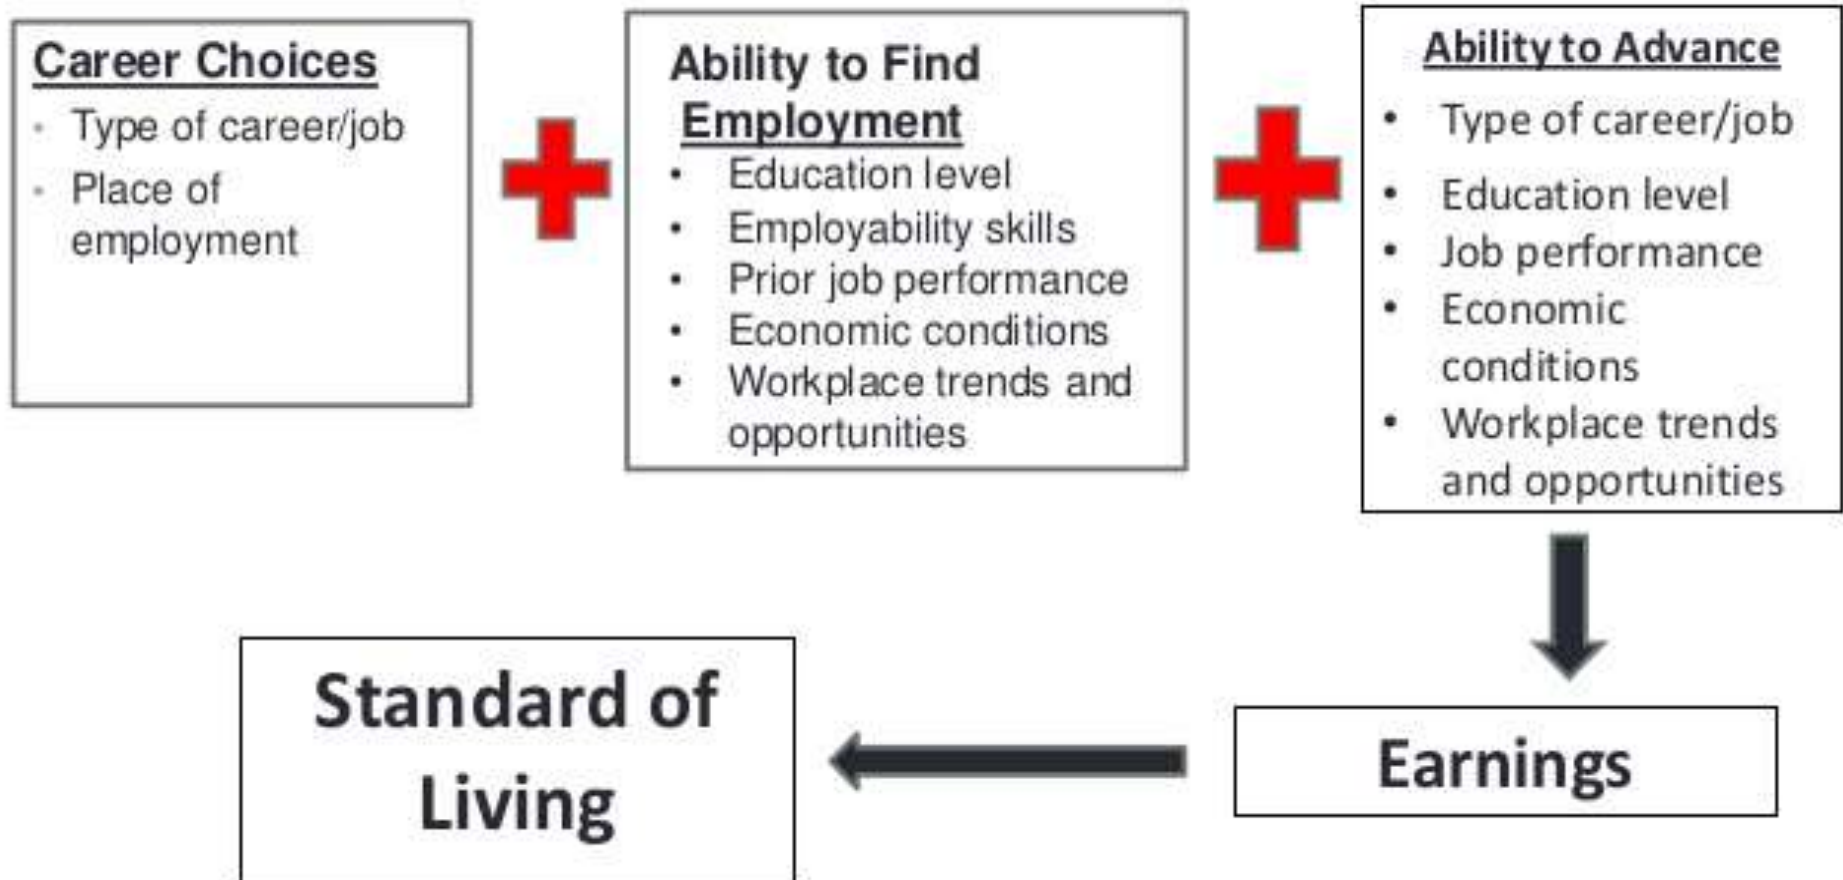 Career Choices
· Type of career/job
· Place of
employment
Ability to Find
Employment
• Education level
• Employability skills
• Prior job performance
• Economic conditions
• Workplace trends and
opportunities
Ability to Advance
• Type of career/job
• Education level
• Job performance
• Economic
conditions
• Workplace trends
and opportunities
Earnings
Standard of
Living